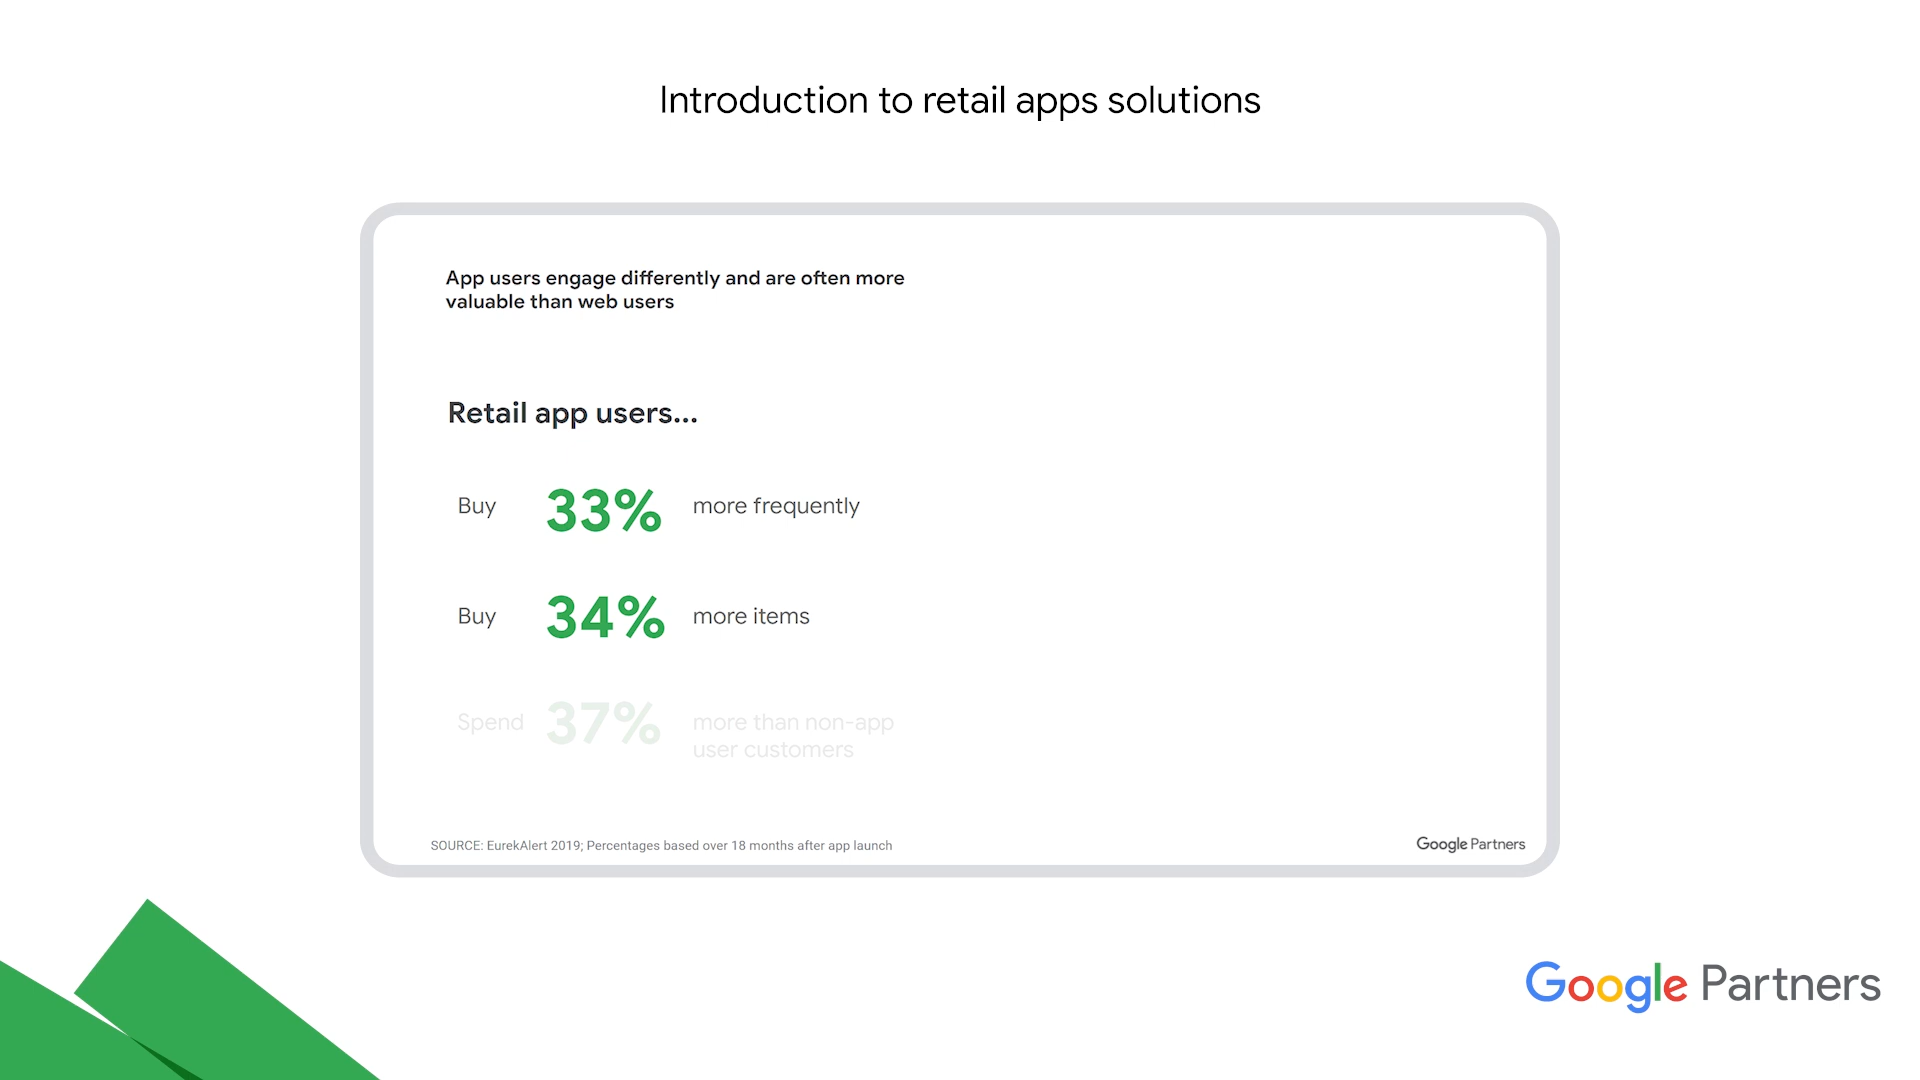 Introduction to retail apps solutions
App users engage differently and are often more
valuable than web users
Retail app users...
Buy 33% more frequently
Buy 34% more items
Spend 37% more than non-app
user customers
SOURCE: EurekAlert 2019; Percentages based over 18 months after app launch
Google Partners
Google Partners